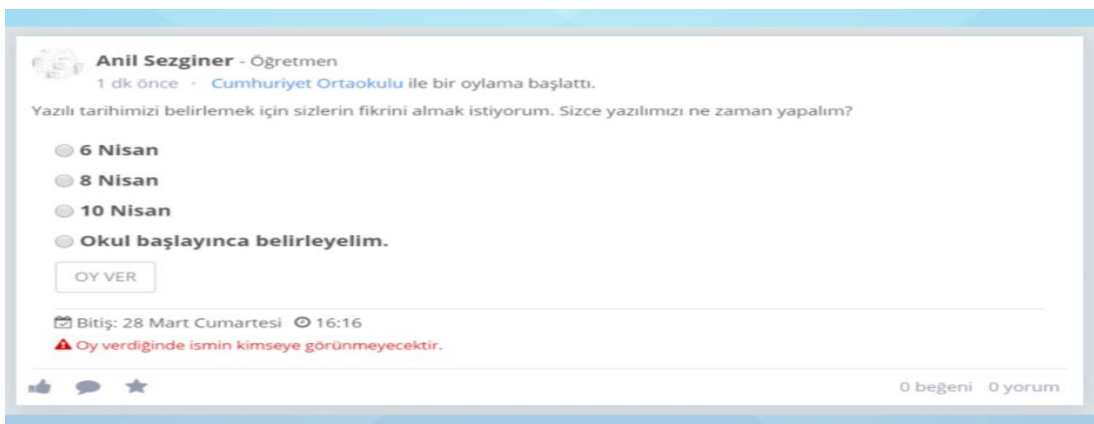 Anil Sezginer - Öğretmen
1 dk önce · Cumhuriyet Ortaokulu ile bir oylama başlattı.
Yazılı tarihimizi belirlemek için sizlerin fikrini almak istiyorum. Sizce yazılımızı ne zaman yapalım?
6 Nisan
8 Nisan
10 Nisan
Okul başlayınca belirleyelim.
OY VER
Bitiş: 28 Mart Cumartesi 16:16
Oy verdiğinde ismin kimseye görünmeyecektir.
0 beğeni 0 yorum